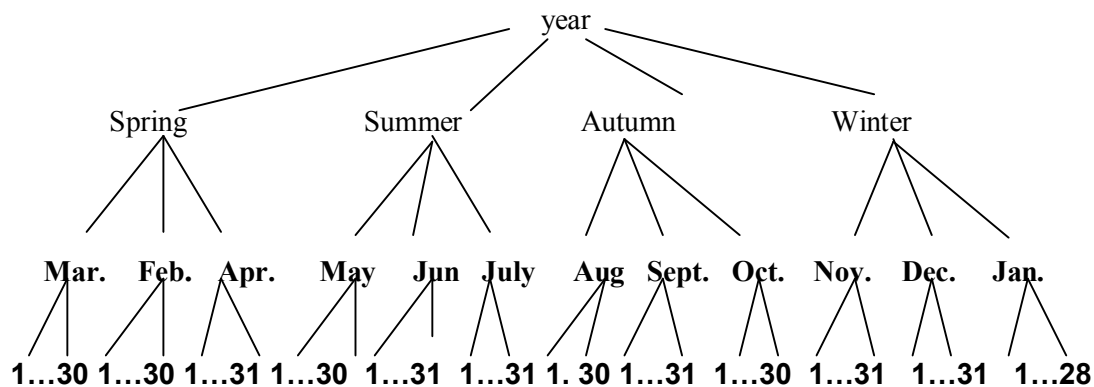 year
Spring Summer Autumn Winter
Mar. Feb. Apr. May Jun July Aug Sept. Oct. Nov. Dec. Jan.
1…30 1…30 1…31 1…30 1…31 1…31 1. 30 1…31 1…30 1…31 1…31 1…28